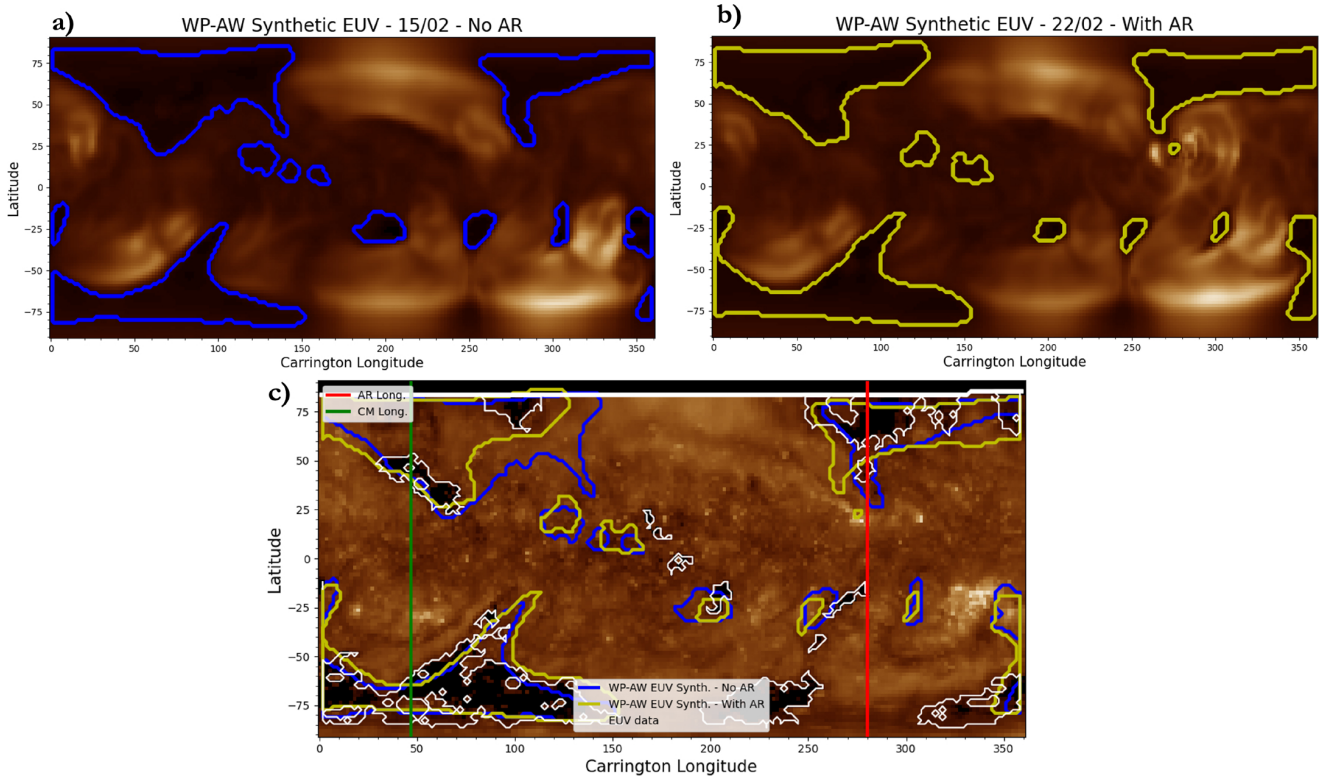 a)
WP-AW Synthetic EUV - 15/02 - No AR
75
50
25
0
−25
−50
−75
Latitude
0 50 100 150 200 250 300 350
Carrington Longitude
b)
WP-AW Synthetic EUV - 22/02 - With AR
75
50
25
0
−25
−50
−75
Latitude
0 50 100 150 200 250 300 350
Carrington Longitude
c)
AR Long.
CM Long.
75
50
25
0
−25
−50
−75
Latitude
WP-AW EUV Synth. - No AR
WP-AW EUV Synth. - With AR
EUV data
0 50 100 150 200 250 300 350
Carrington Longitude